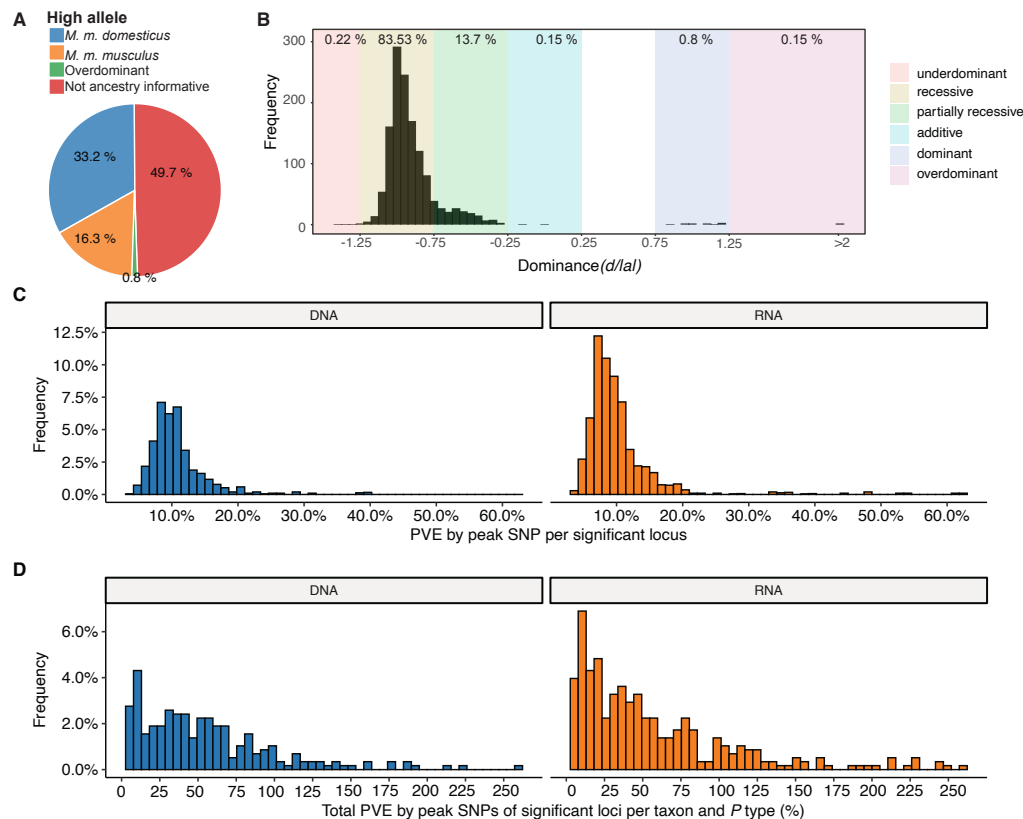 A
High allele
M. m. domesticus
M. m. musculus
Overdominant
Not ancestry informative
33.2 %
49.7 %
16.3 %
0.8 %
B
0.22 % 83.53 % 13.7 % 0.15 % 0.8 % 0.15 %
300
200
100
0
Frequency
-1.25 -0.75 -0.25 0.25 0.75 1.25 >2
Dominance(d/lal)
underdominant
recessive
partially recessive
additive
dominant
overdominant
C
DNA RNA
12.5%
10.0%
7.5%
5.0%
2.5%
0.0%
Frequency
10.0% 20.0% 30.0% 40.0% 50.0% 60.0% 10.0% 20.0% 30.0% 40.0% 50.0% 60.0%
PVE by peak SNP per significant locus
D
DNA RNA
6.0%
4.0%
2.0%
0.0%
Frequency
0 25 50 75 100 125 150 175 200 225 250 0 25 50 75 100 125 150 175 200 225 250
Total PVE by peak SNPs of significant loci per taxon and P type (%)